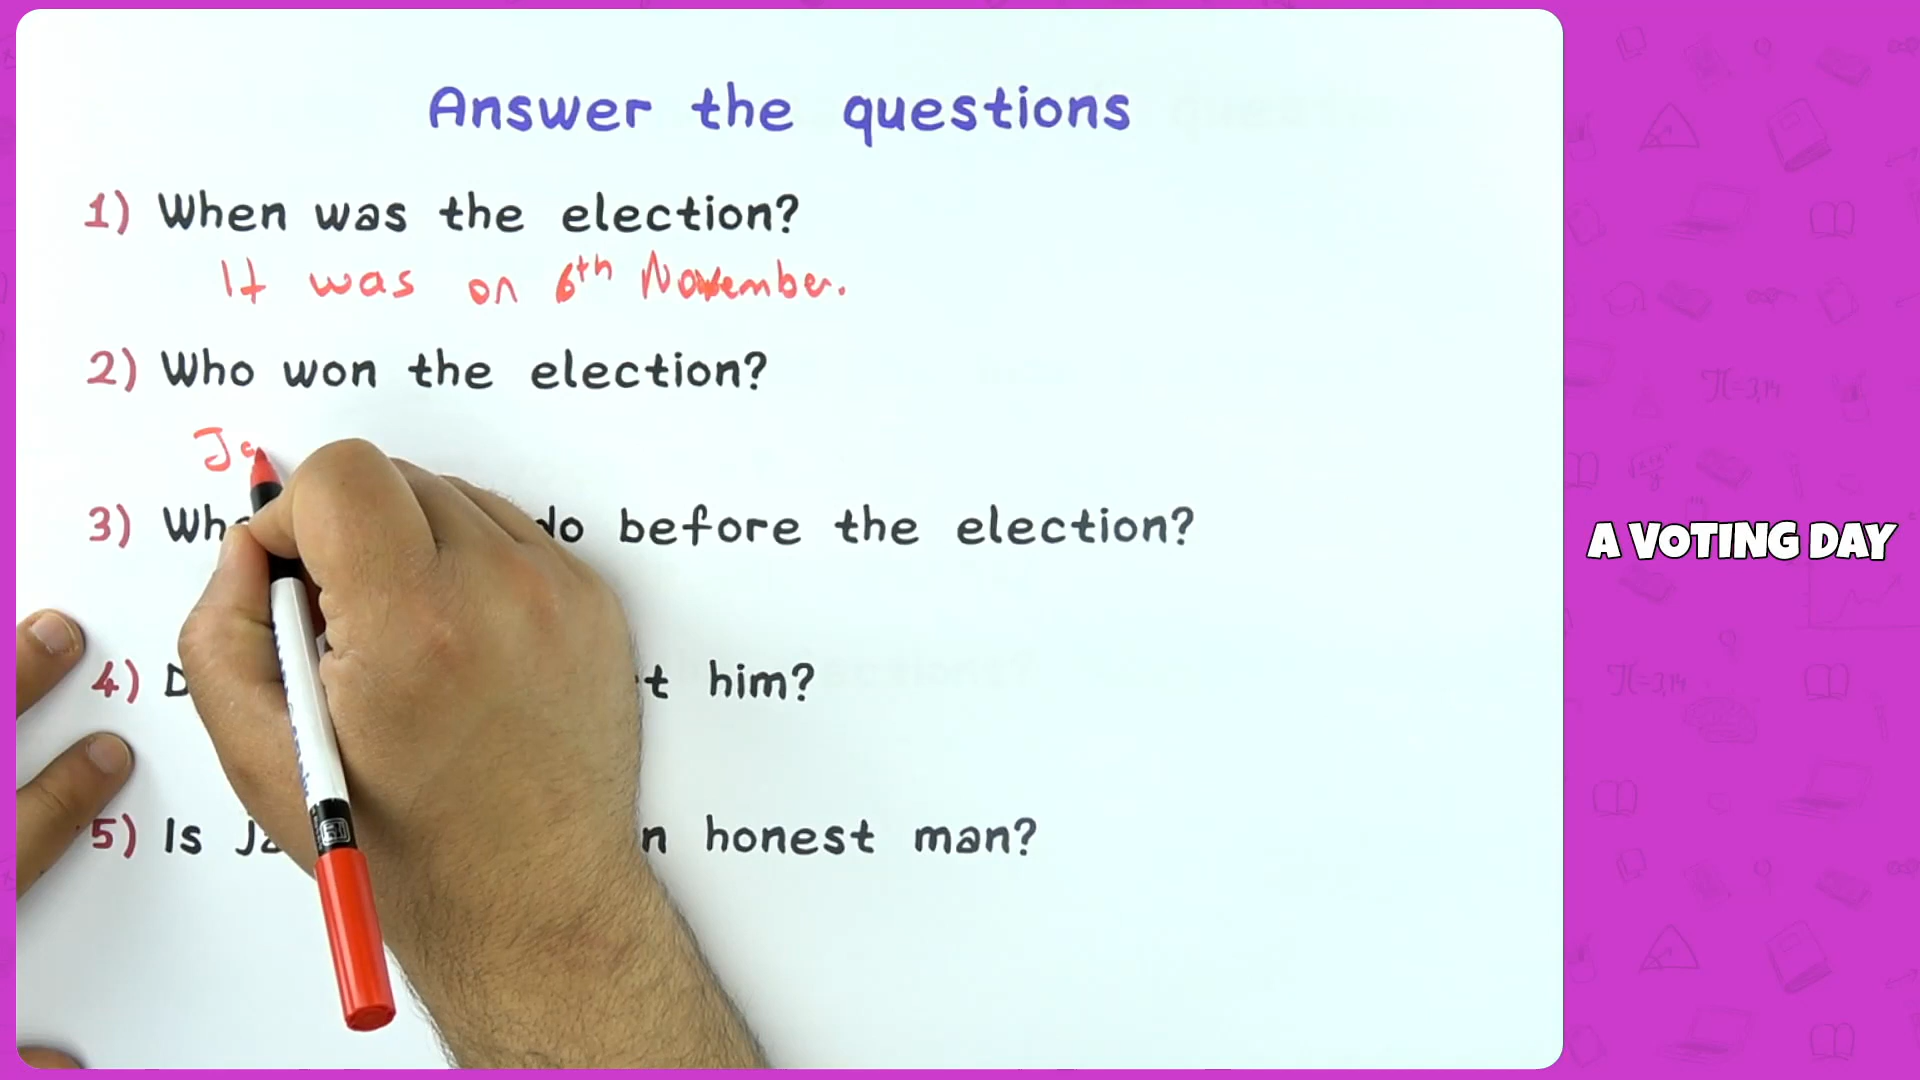 Answer the questions
1) When was the election?
It was on 6th November.
2) Who won the election?
Ja
3) do before the election?
4) him?
5) Is honest man?
A VOTING DAY